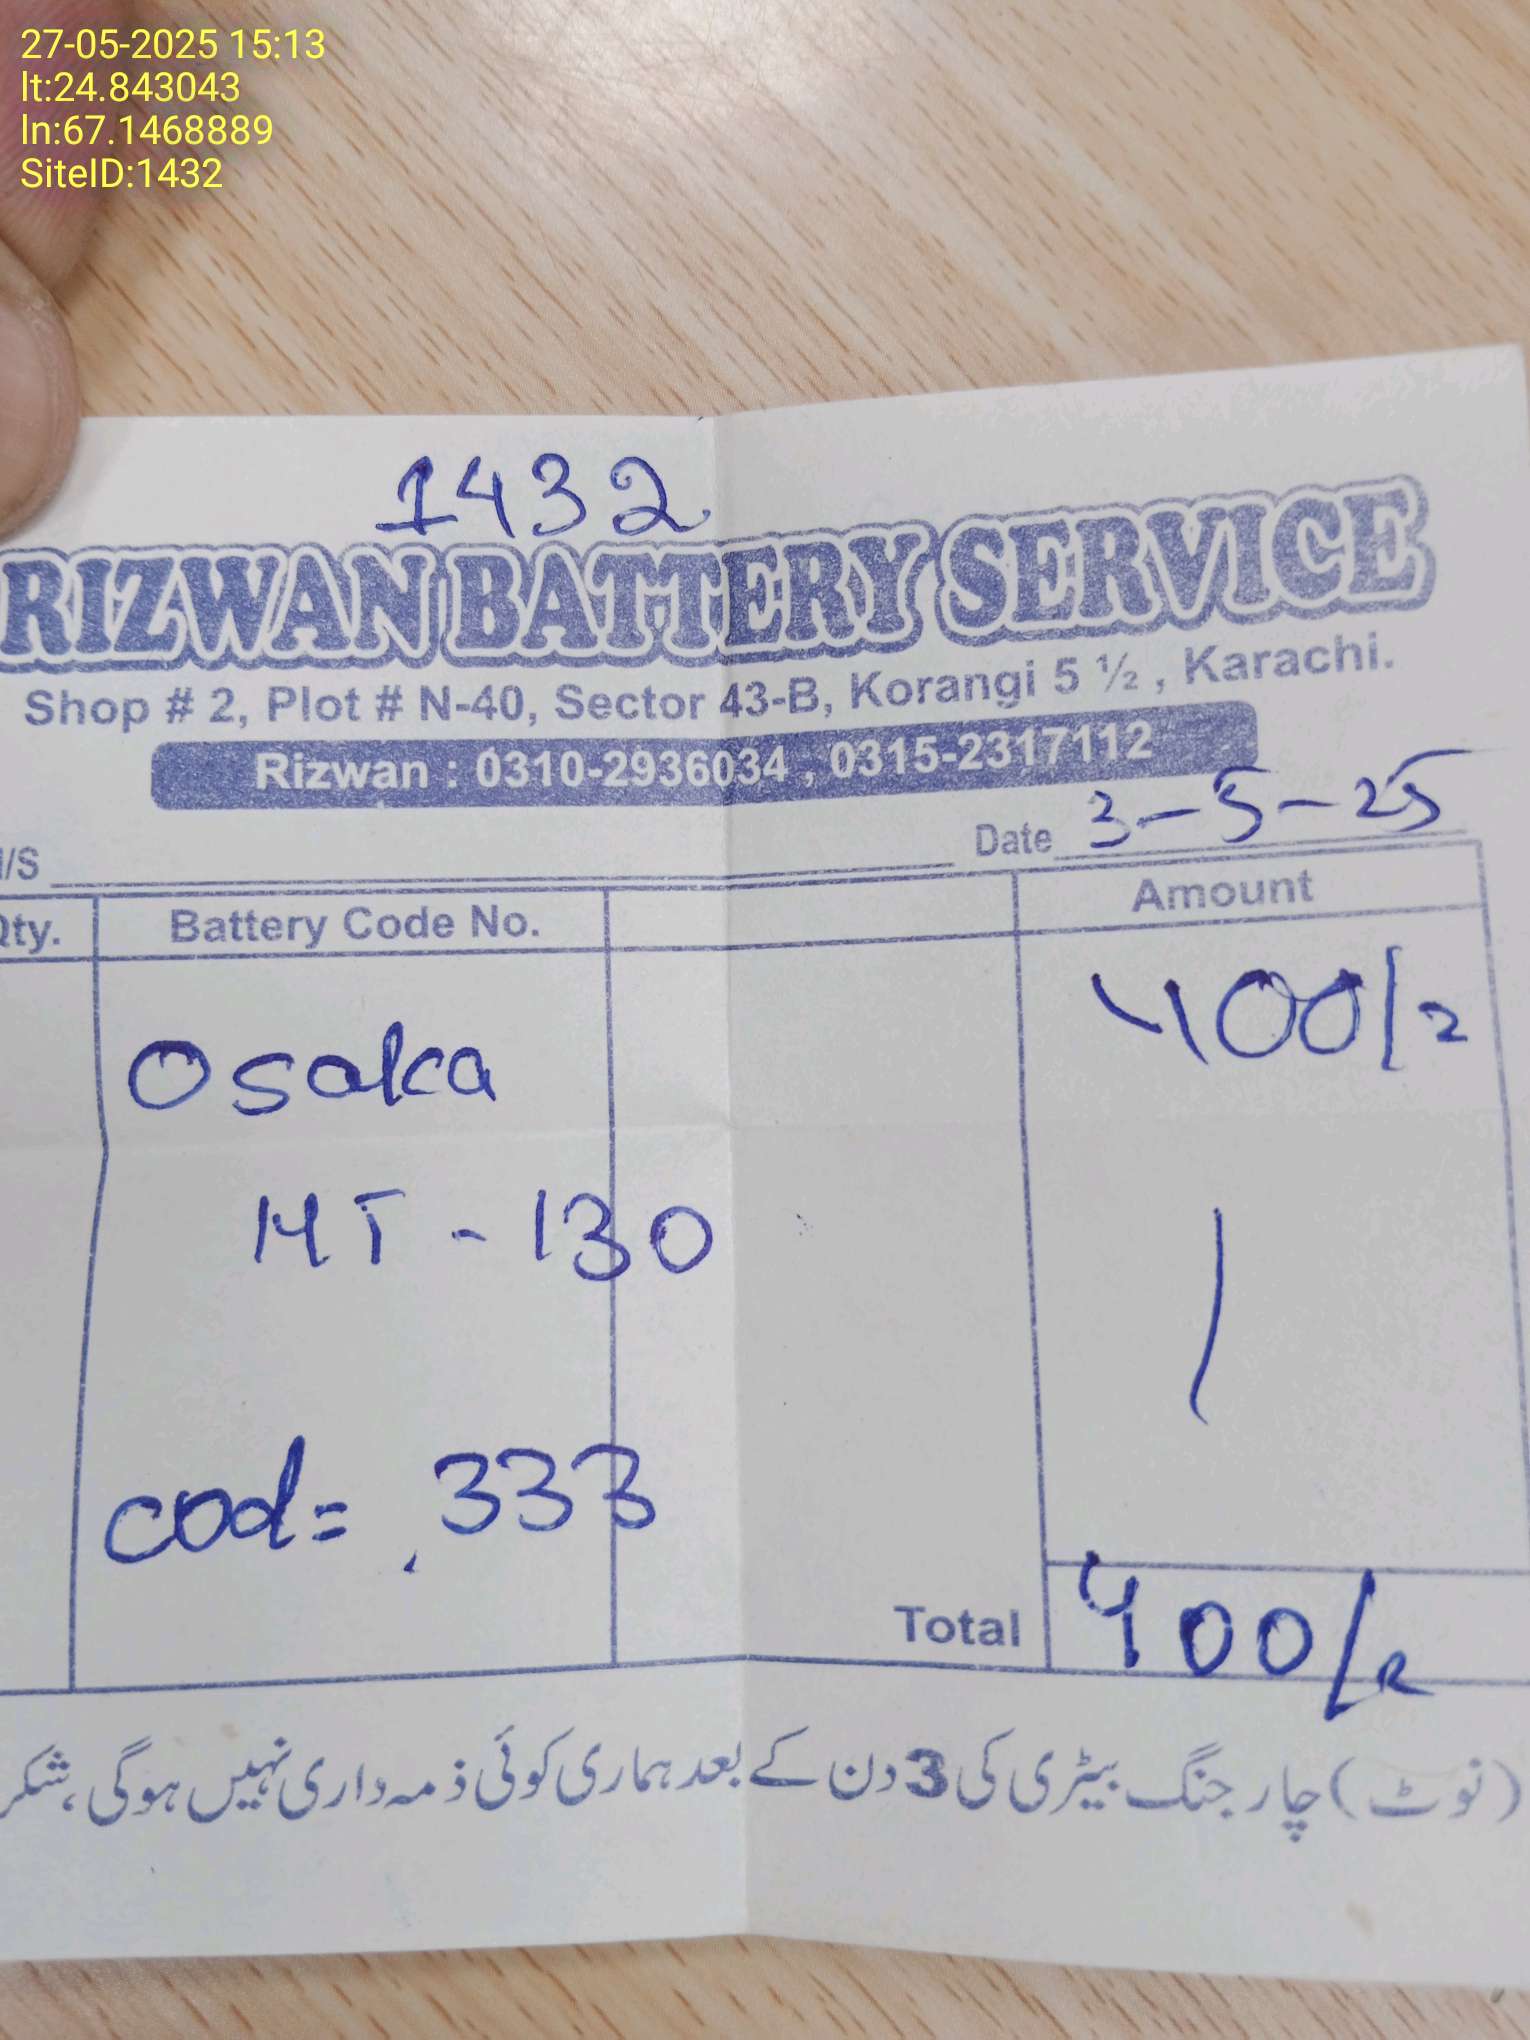 27-05-2025 15:13
lt:24.843043
ln:67.1468889
SiteID:1432
1432
RIZWAN BATTERY SERVICE
Shop # 2, Plot # N-40, Sector 43-B, Korangi 5 ½ , Karachi.
Rizwan : 0310-2936034 , 0315-2317112
/S Date 3-5-25
Qty. Battery Code No. Amount
Osaka 400/=
HT - 130
cod= 333
Total 400/=
(نوٹ) چارجنگ بیٹری کی 3 دن کے بعد ہماری کوئی ذمہ داری نہیں ہوگی ،